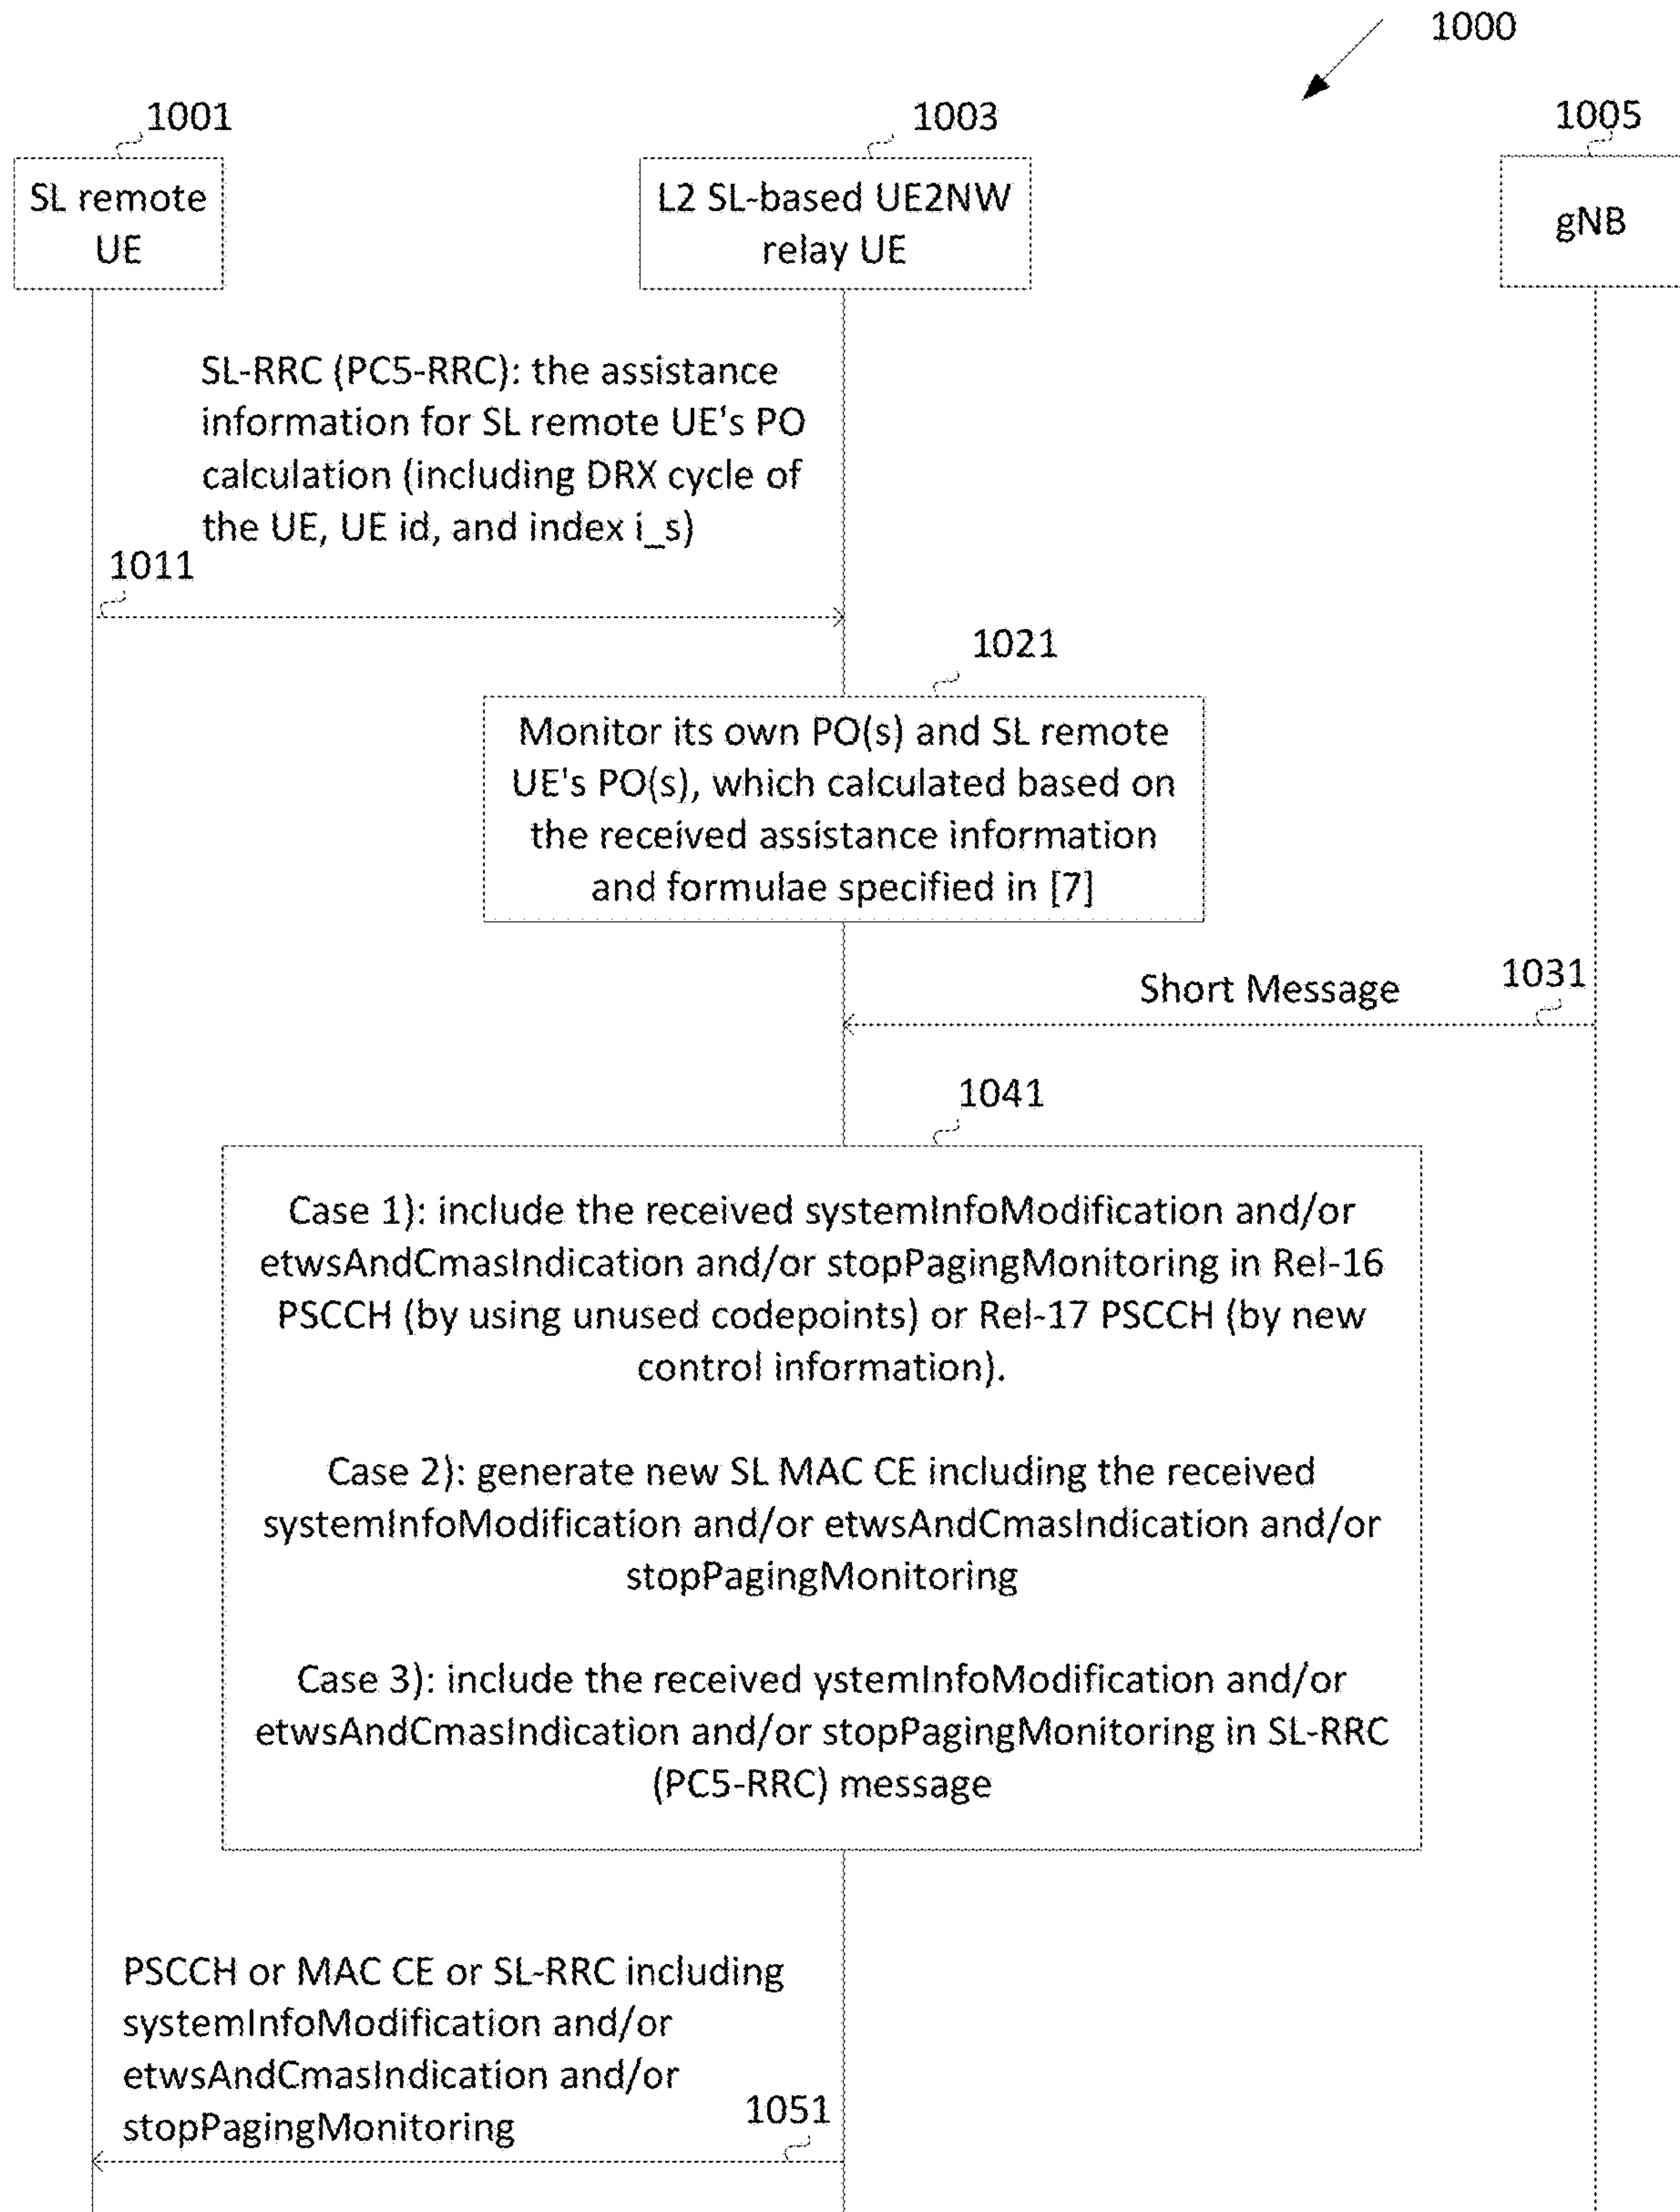 1000
1001
1003
1005
SL remote
UE
L2 SL-based UE2NW
relay UE
gNB
SL-RRC (PC5-RRC): the assistance
information for SL remote UE's PO
calculation (including DRX cycle of
the UE, UE id, and index i_s)
1011
1021
Monitor its own PO(s) and SL remote
UE's PO(s), which calculated based on
the received assistance information
and formulae specified in [7]
Short Message
1031
1041
Case 1): include the received systemInfoModification and/or
etwsAndCmasIndication and/or stopPagingMonitoring in Rel-16
PSCCH (by using unused codepoints) or Rel-17 PSCCH (by new
control information).
Case 2): generate new SL MAC CE including the received
systemInfoModification and/or etwsAndCmasIndication and/or
stopPagingMonitoring
Case 3): include the received ystemInfoModification and/or
etwsAndCmasIndication and/or stopPagingMonitoring in SL-RRC
(PC5-RRC) message
PSCCH or MAC CE or SL-RRC including
systemInfoModification and/or
etwsAndCmasIndication and/or
stopPagingMonitoring
1051